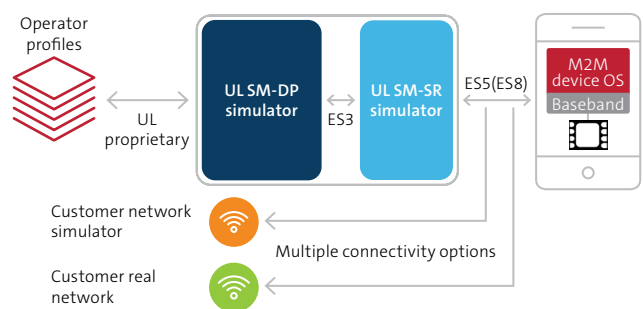 Operator
profiles
UL
proprietary
UL SM-DP
simulator
ES3
UL SM-SR
simulator
ES5(ES8)
M2M
device OS
Baseband
Customer network
simulator
Multiple connectivity options
Customer real
network